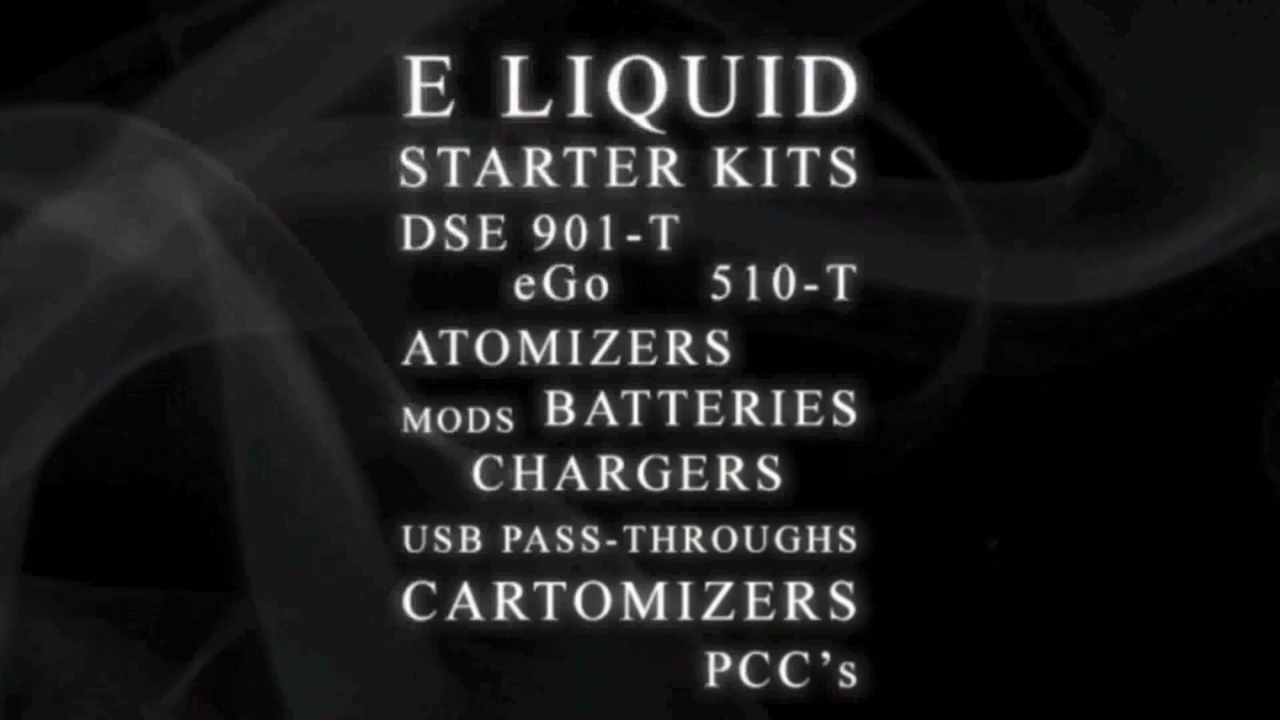 E LIQUID
STARTER KITS
DSE 901-T
eGo 510-T
ATOMIZERS
MODS BATTERIES
CHARGERS
USB PASS-THROUGHS
CARTOMIZERS
PCC's